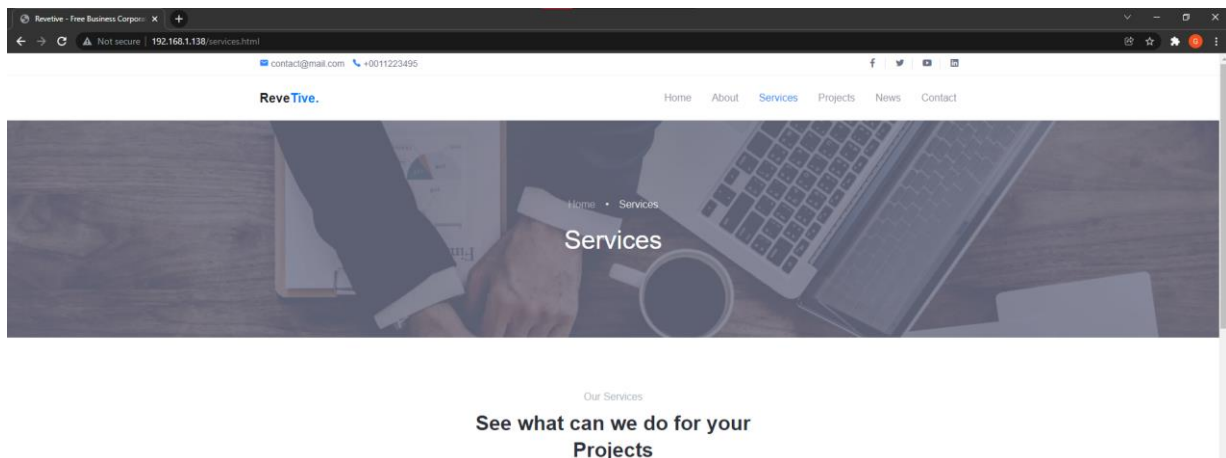 Revetive - Free Business Corpora
Not secure | 192.168.1.138/services.html
contact@mail.com +0011223495
ReveTive.
Home About Services Projects News Contact
Home • Services
Services
Our Services
See what can we do for your
Projects